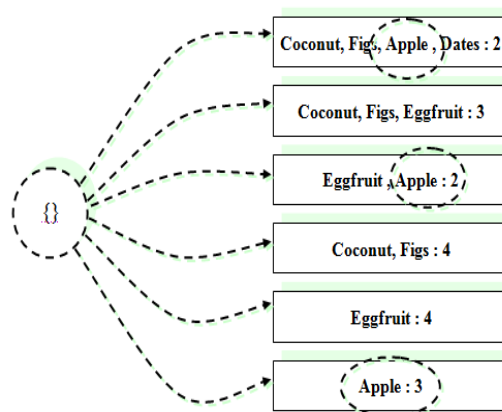 Coconut, Figs, Apple , Dates : 2
Coconut, Figs, Eggfruit : 3
Eggfruit , Apple : 2
{}
Coconut, Figs : 4
Eggfruit : 4
Apple : 3